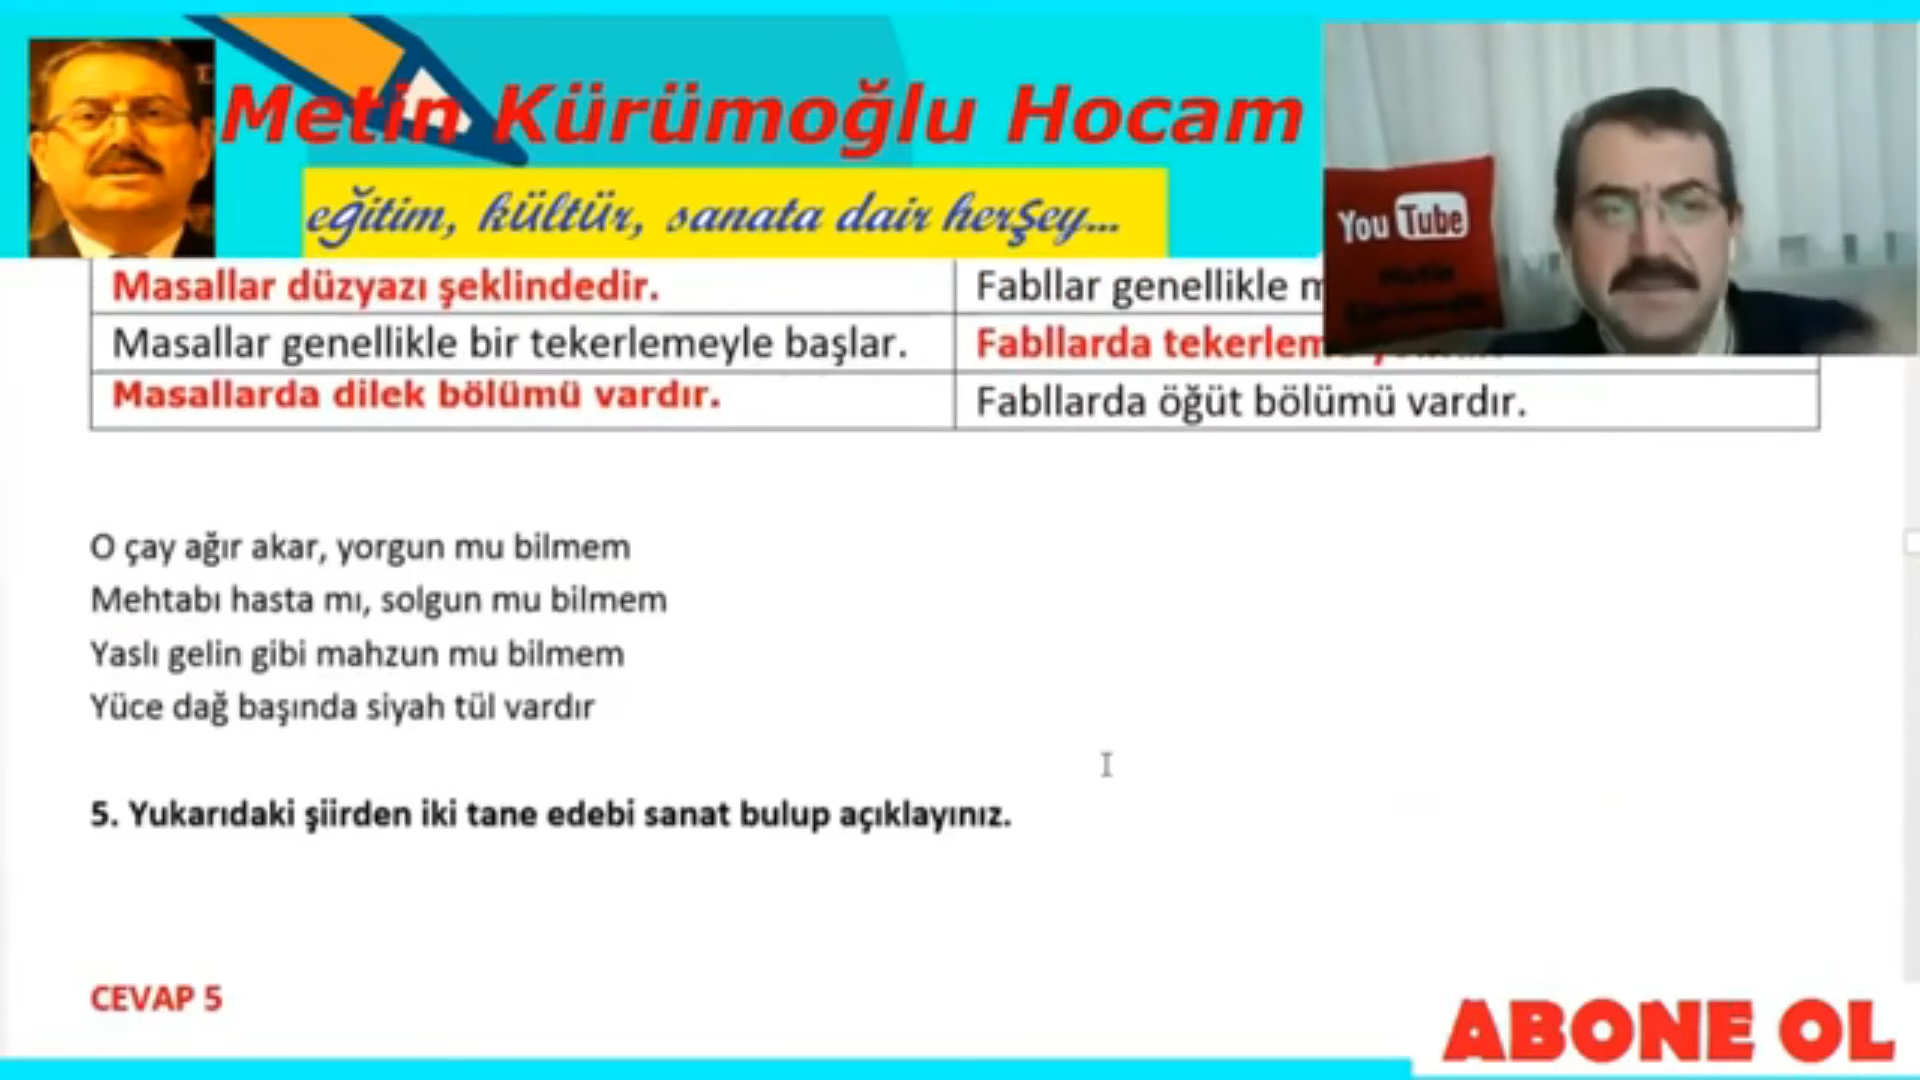 Metin Kürümoğlu Hocam
eğitim, kültür, sanata dair herşey...
You Tube
Masallar düzyazı şeklindedir.
Fabllar genellikle
Masallar genellikle bir tekerlemeyle başlar.
Fabllarda
Masallarda dilek bölümü vardır.
Fabllarda öğüt bölümü vardır.
O çay ağır akar, yorgun mu bilmem
Mehtabı hasta mı, solgun mu bilmem
Yaslı gelin gibi mahzun mu bilmem
Yüce dağ başında siyah tül vardır
5. Yukarıdaki şiirden iki tane edebi sanat bulup açıklayınız.
CEVAP 5
ABONE OL